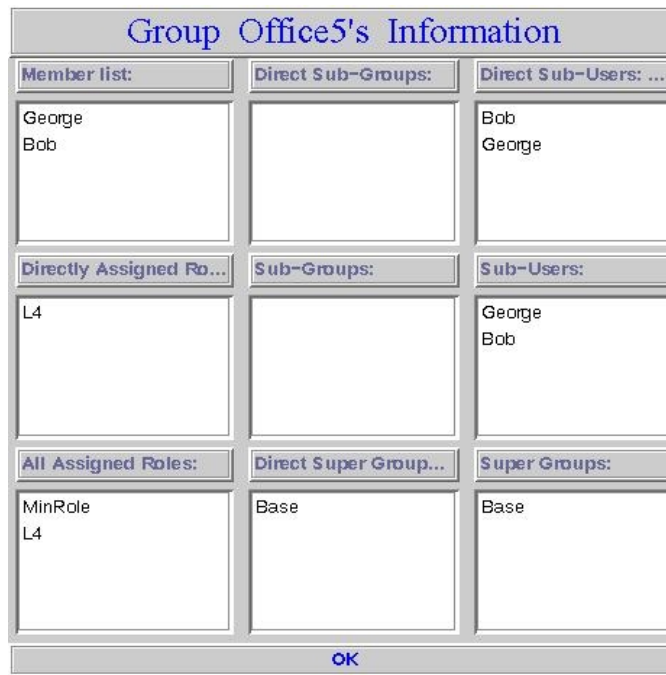 Group Office5's Information
Member list:
Direct Sub-Groups:
Direct Sub-Users: ...
George
Bob
Bob
George
Directly Assigned Ro...
Sub-Groups:
Sub-Users:
L4
George
Bob
All Assigned Roles:
Direct Super Group...
Super Groups:
MinRole
L4
Base
Base
OK